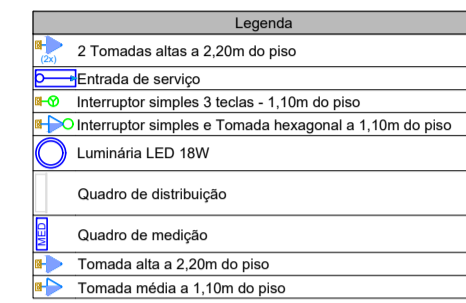 Legenda
(2x) 2 Tomadas altas a 2,20m do piso
Entrada de serviço
Interruptor simples 3 teclas - 1,10m do piso
Interruptor simples e Tomada hexagonal a 1,10m do piso
Luminária LED 18W
Quadro de distribuição
MED Quadro de medição
Tomada alta a 2,20m do piso
Tomada média a 1,10m do piso